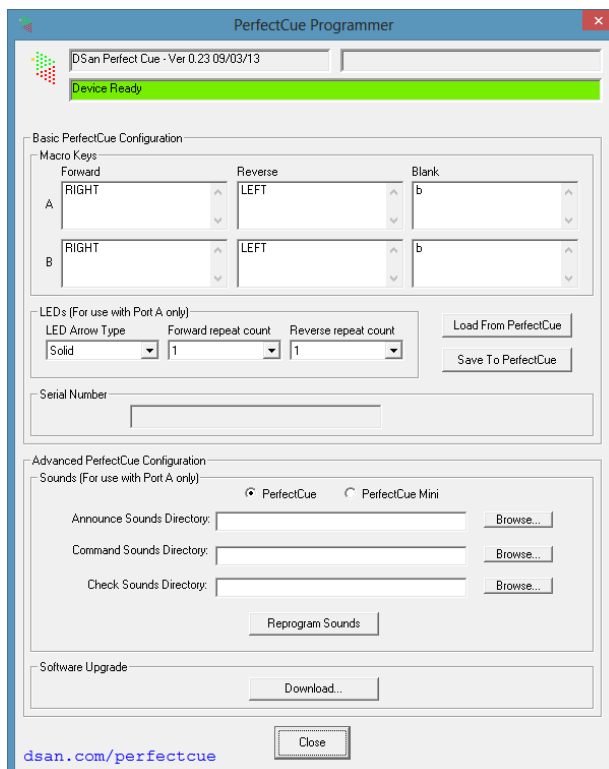 PerfectCue Programmer
x
DSan Perfect Cue - Ver 0.23 09/03/13
Device Ready
Basic PerfectCue Configuration
Macro Keys
Forward Reverse Blank
A RIGHT LEFT b
B RIGHT LEFT b
LEDs (For use with Port A only)
LED Arrow Type Forward repeat count Reverse repeat count
Solid 1 1
Load From PerfectCue
Save To PerfectCue
Serial Number
Advanced PerfectCue Configuration
Sounds (For use with Port A only)
PerfectCue PerfectCue Mini
Announce Sounds Directory: Browse...
Command Sounds Directory: Browse...
Check Sounds Directory: Browse...
Reprogram Sounds
Software Upgrade
Download...
Close
dsan.com/perfectcue